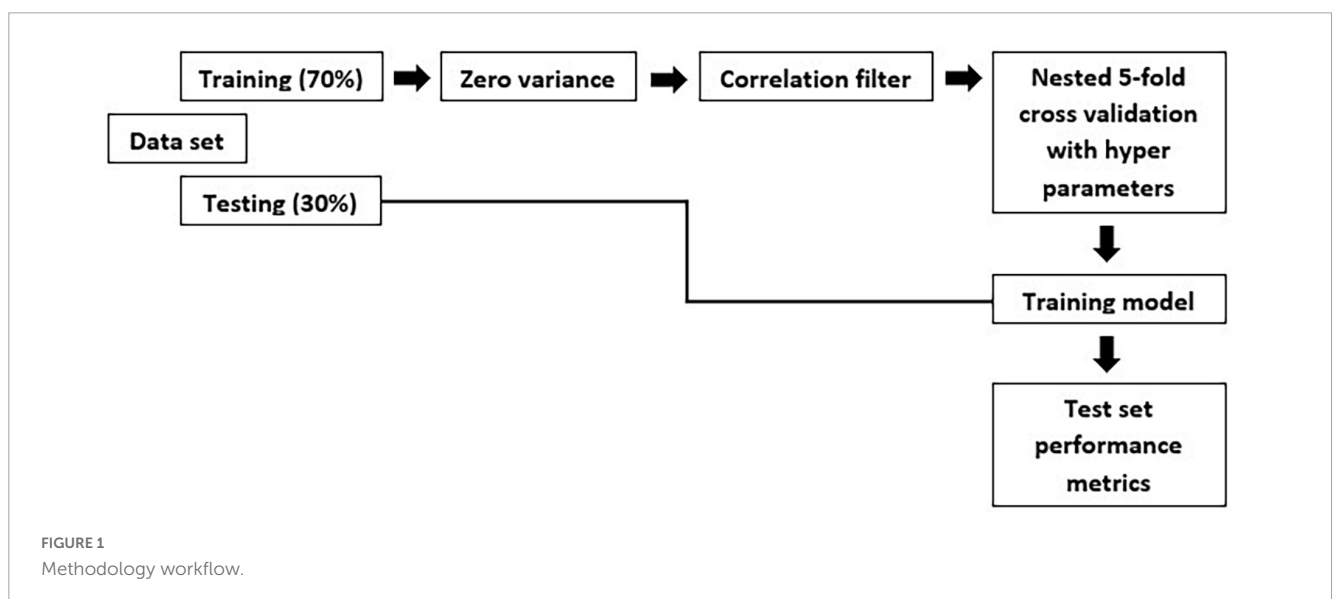 Training (70%)
Zero variance
Correlation filter
Nested 5-fold
cross validation
with hyper
parameters
Data set
Testing (30%)
Training model
Test set
performance
metrics
FIGURE 1
Methodology workflow.